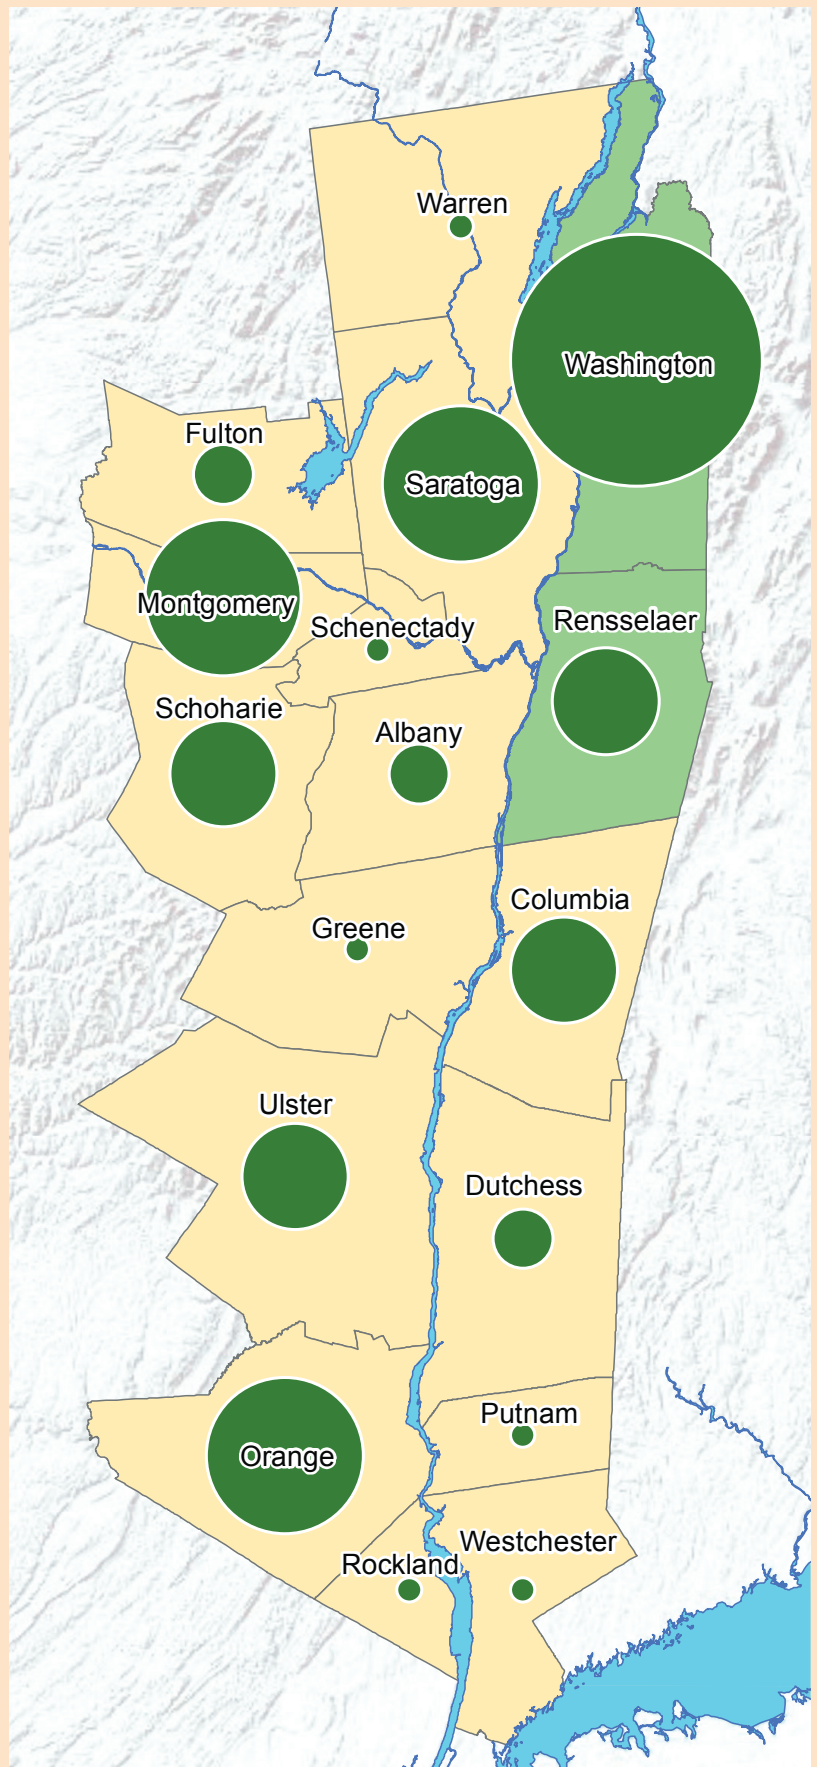 Warren
Washington
Fulton
Saratoga
Montgomery
Schenectady
Rensselaer
Schoharie
Albany
Columbia
Greene
Ulster
Dutchess
Putnam
Orange
Westchester
Rockland